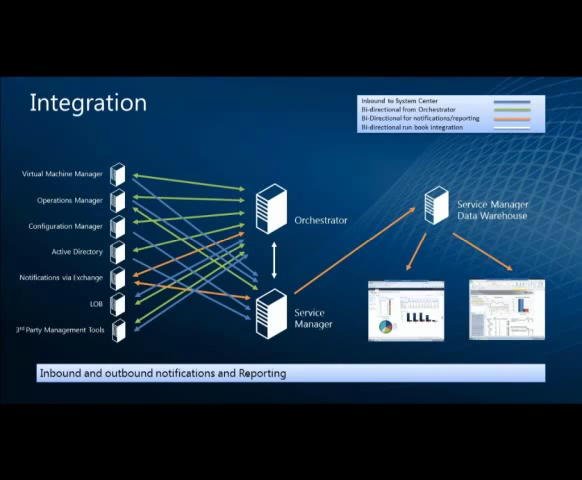 Integration
Inbound to System Center
Bi-directional from Orchestrator
Bi-Directional for notifications/reporting
Bi-directional run book integration
Virtual Machine Manager
Operations Manager
Configuration Manager
Active Directory
Notifications via Exchange
LOB
3rd Party Management Tools
Orchestrator
Service
Manager
Service Manager
Data Warehouse
Inbound and outbound notifications and Reporting